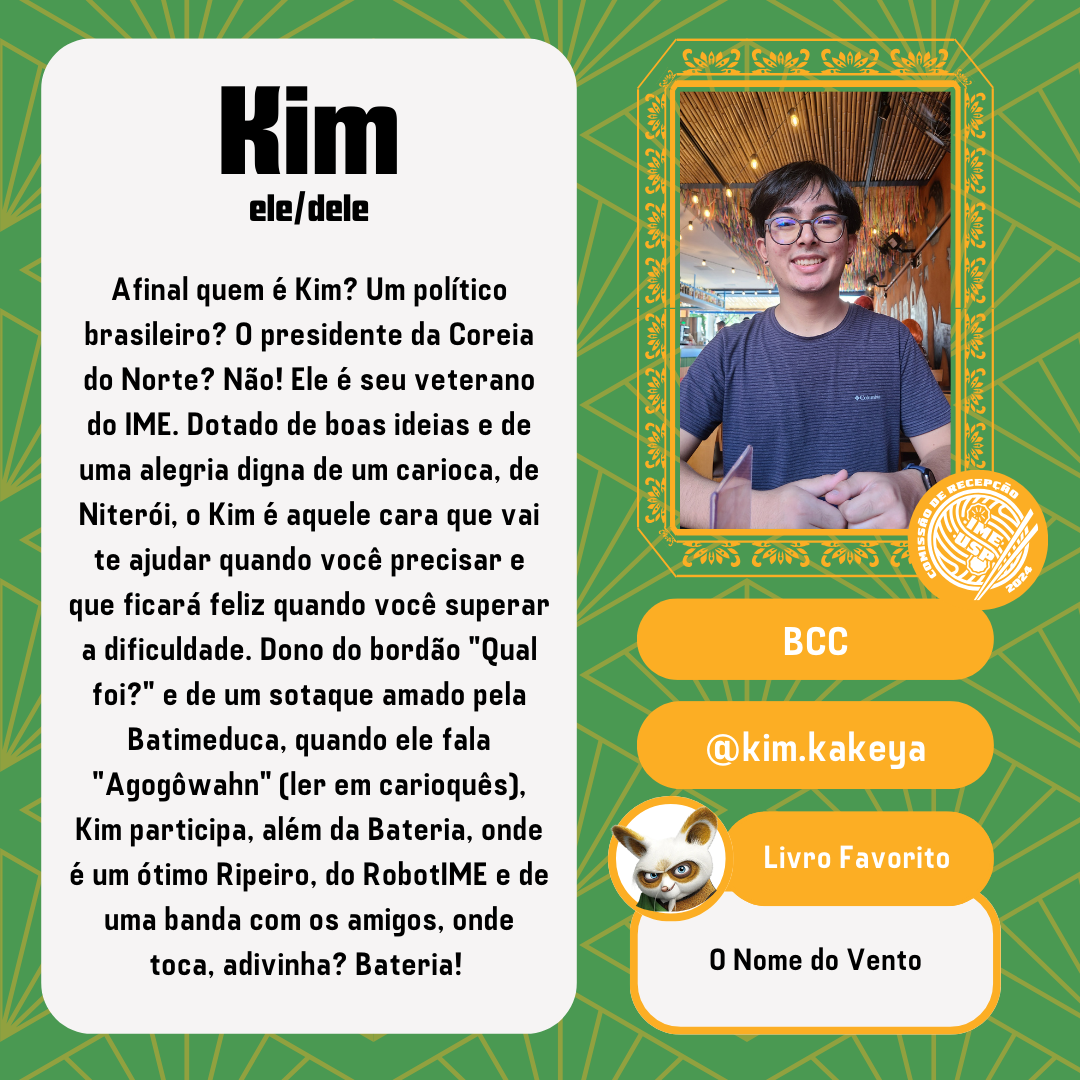 Kim
ele/dele
Afinal quem é Kim? Um político
brasileiro? O presidente da Coreia
do Norte? Não! Ele é seu veterano
do IME. Dotado de boas ideias e de
uma alegria digna de um carioca, de
Niterói, o Kim é aquele cara que vai
te ajudar quando você precisar e
que ficará feliz quando você superar
a dificuldade. Dono do bordão "Qual
foi?" e de um sotaque amado pela
Batimeduca, quando ele fala
"Agogôwahn" (ler em carioquês),
Kim participa, além da Bateria, onde
é um ótimo Ripeiro, do RobotIME e de
uma banda com os amigos, onde
toca, adivinha? Bateria!
Columbia
COMISSÃO DE RECEPÇÃO
IME
USP
2024
BCC
@kim.kakeya
Livro Favorito
O Nome do Vento